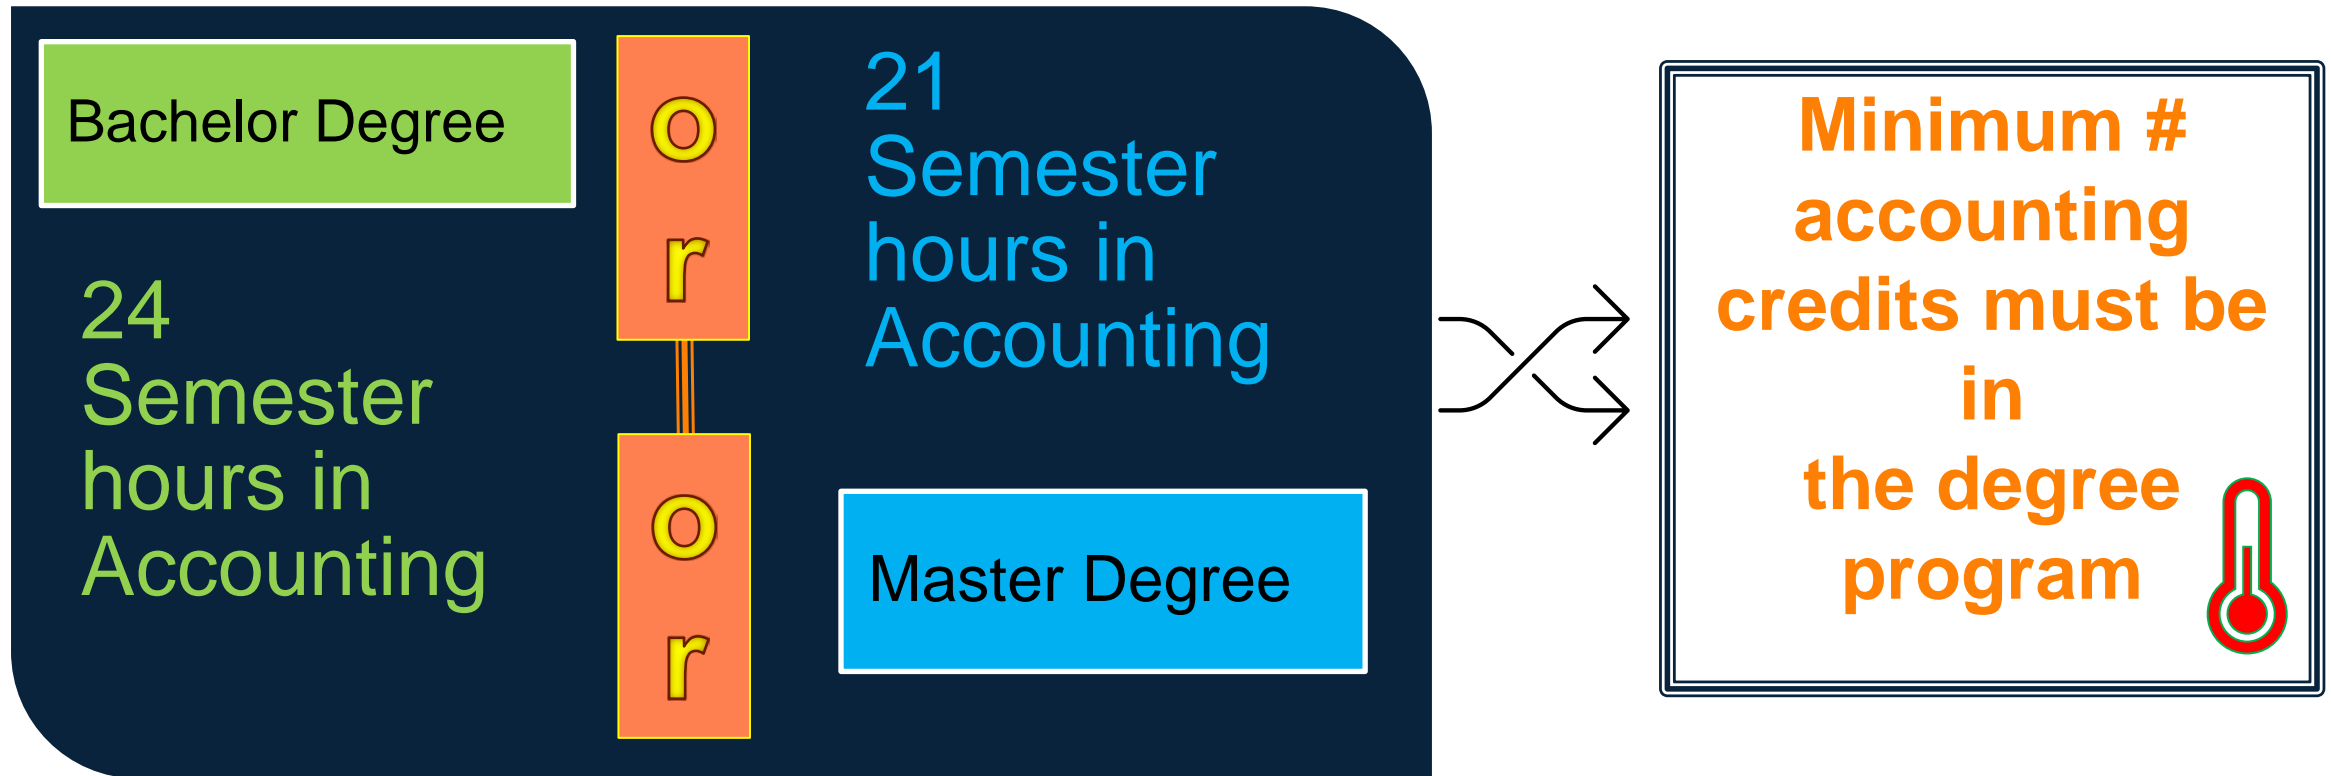 Bachelor Degree
24
Semester
hours in
Accounting
o
r
o
r
21
Semester
hours in
Accounting
Master Degree
Minimum #
accounting
credits must be
in
the degree
program